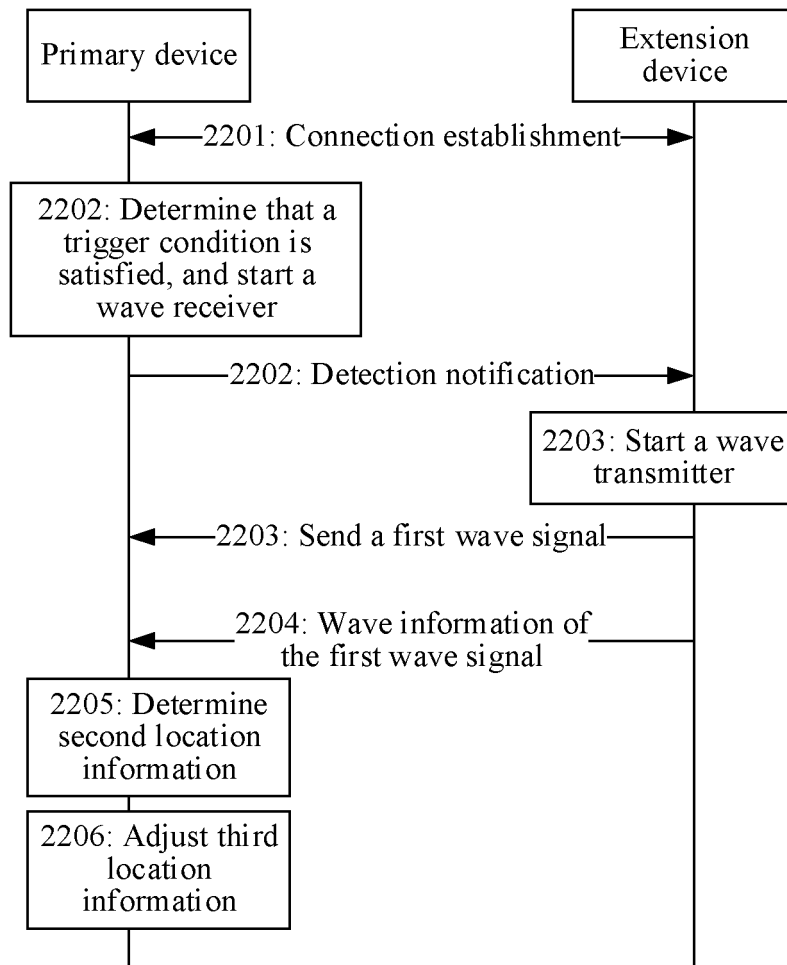 Primary device
Extension
device
2201: Connection establishment
2202: Determine that a
trigger condition is
satisfied, and start a
wave receiver
2202: Detection notification
2203: Start a wave
transmitter
2203: Send a first wave signal
2204: Wave information of
the first wave signal
2205: Determine
second location
information
2206: Adjust third
location
information